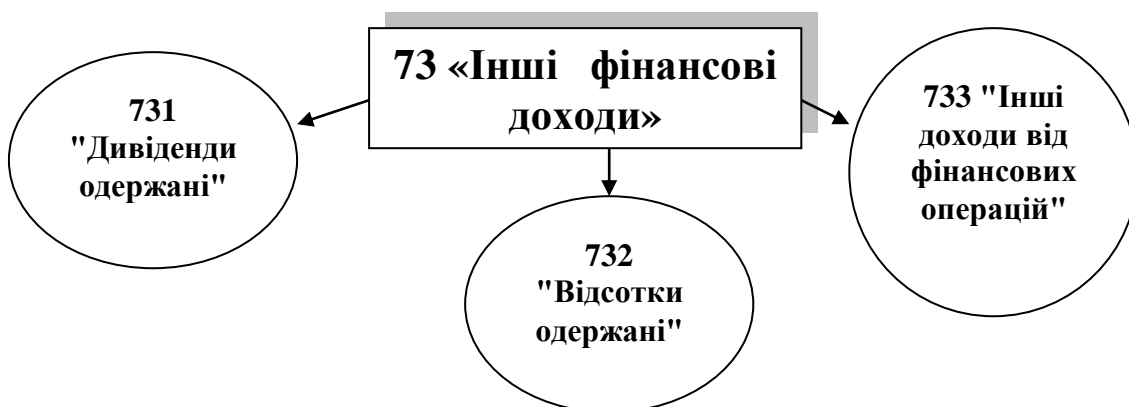 73 «Інші фінансові
доходи»
731
"Дивіденди
одержані"
732
"Відсотки
одержані"
733 "Інші
доходи від
фінансових
операцій"